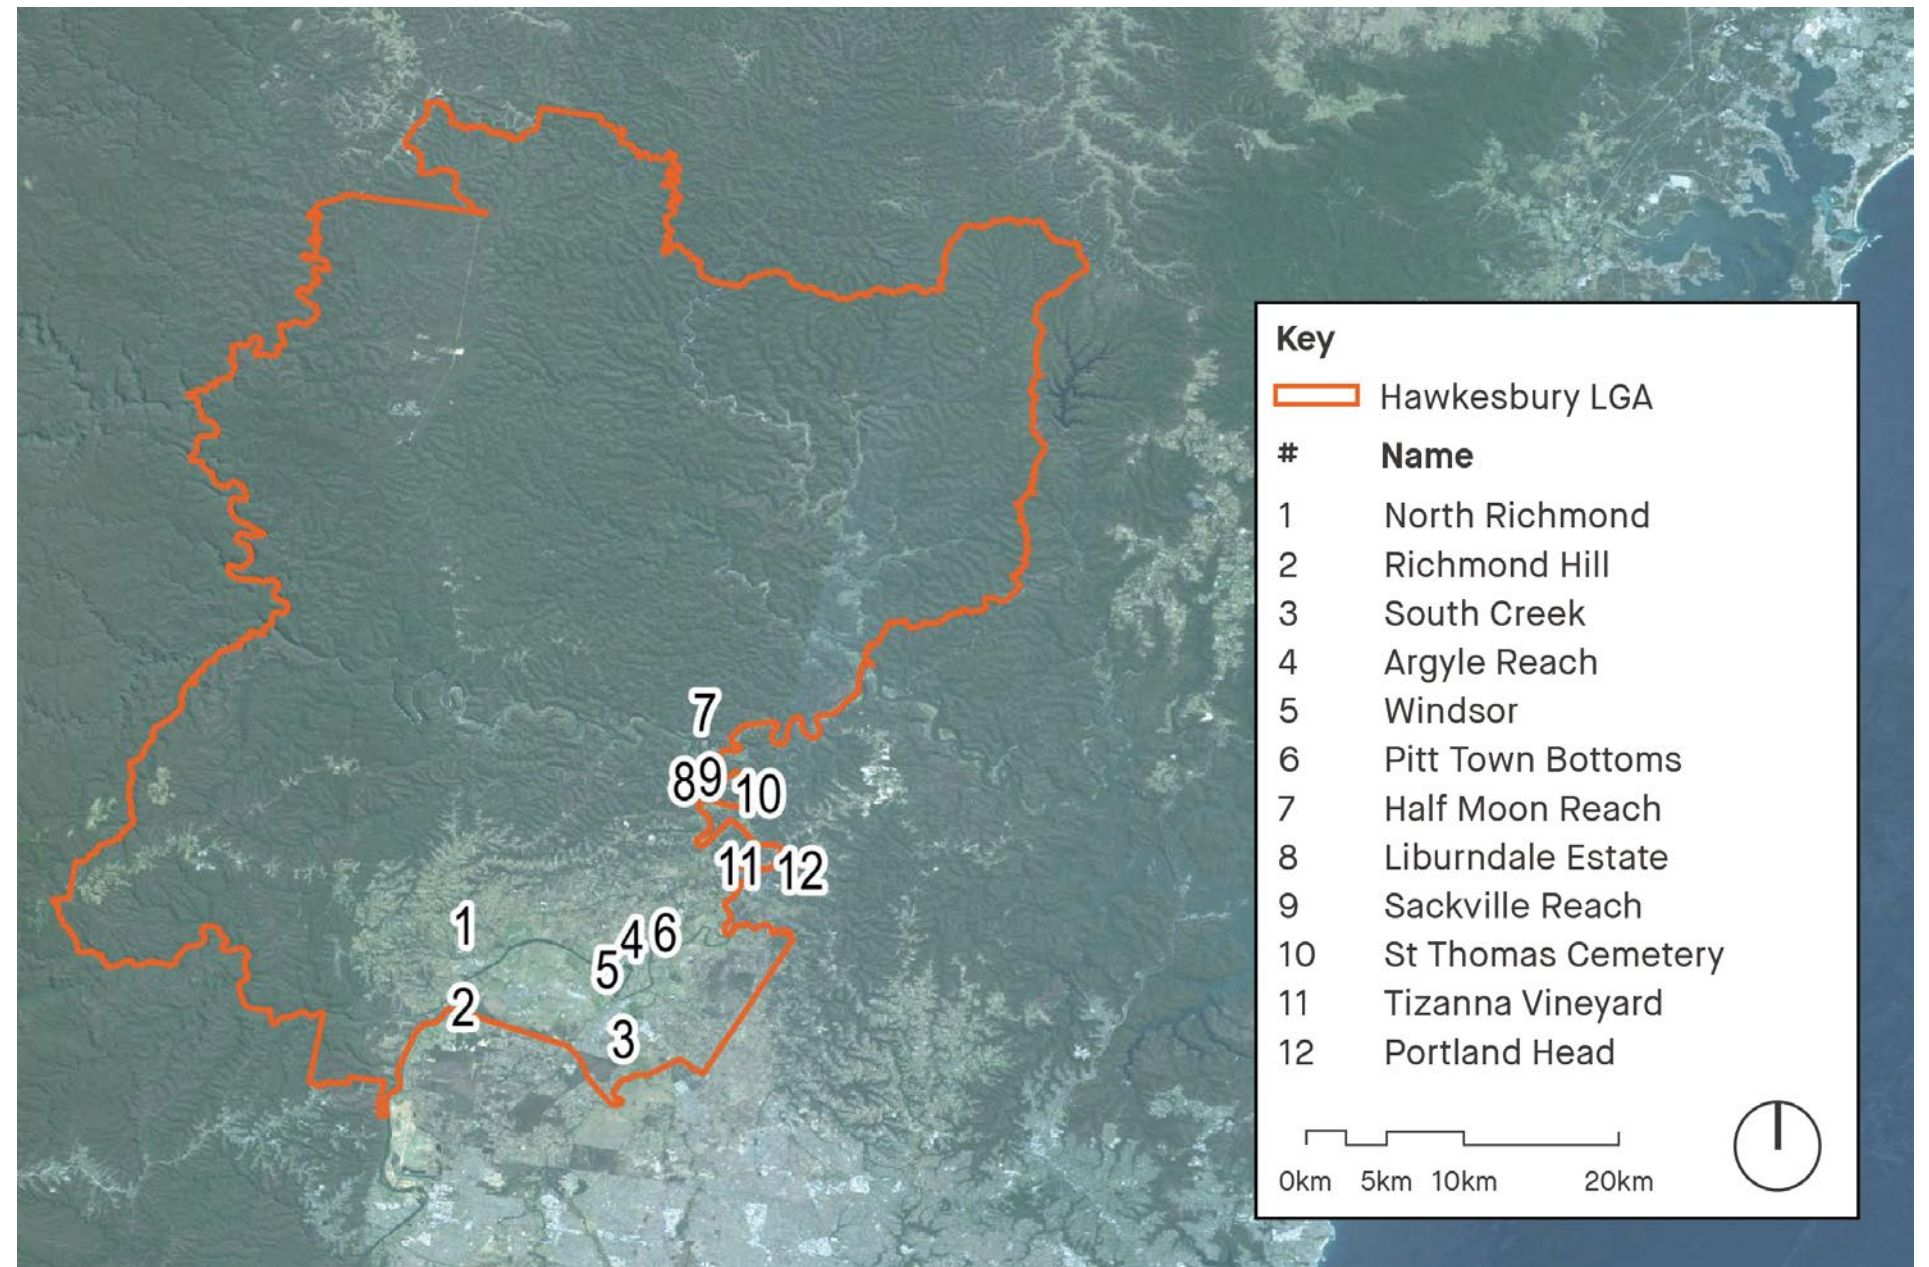 7
89
10
11 12
1
4 6
5
2
3
Key
Hawkesbury LGA
# Name
1 North Richmond
2 Richmond Hill
3 South Creek
4 Argyle Reach
5 Windsor
6 Pitt Town Bottoms
7 Half Moon Reach
8 Liburndale Estate
9 Sackville Reach
10 St Thomas Cemetery
11 Tizanna Vineyard
12 Portland Head
0km 5km 10km 20km